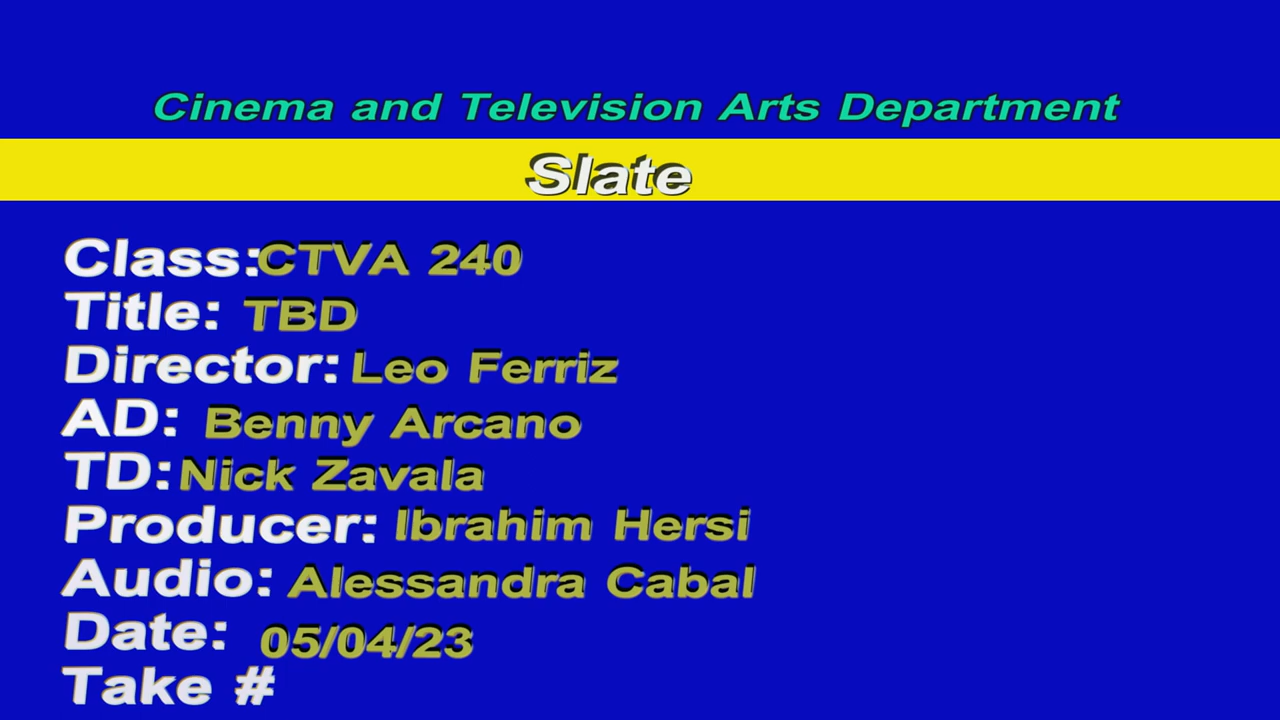 Cinema and Television Arts Department
Slate
Class:CTVA 240
Title: TBD
Director: Leo Ferriz
AD: Benny Arcano
TD: Nick Zavala
Producer: Ibrahim Hersi
Audio: Alessandra Cabal
Date: 05/04/23
Take #